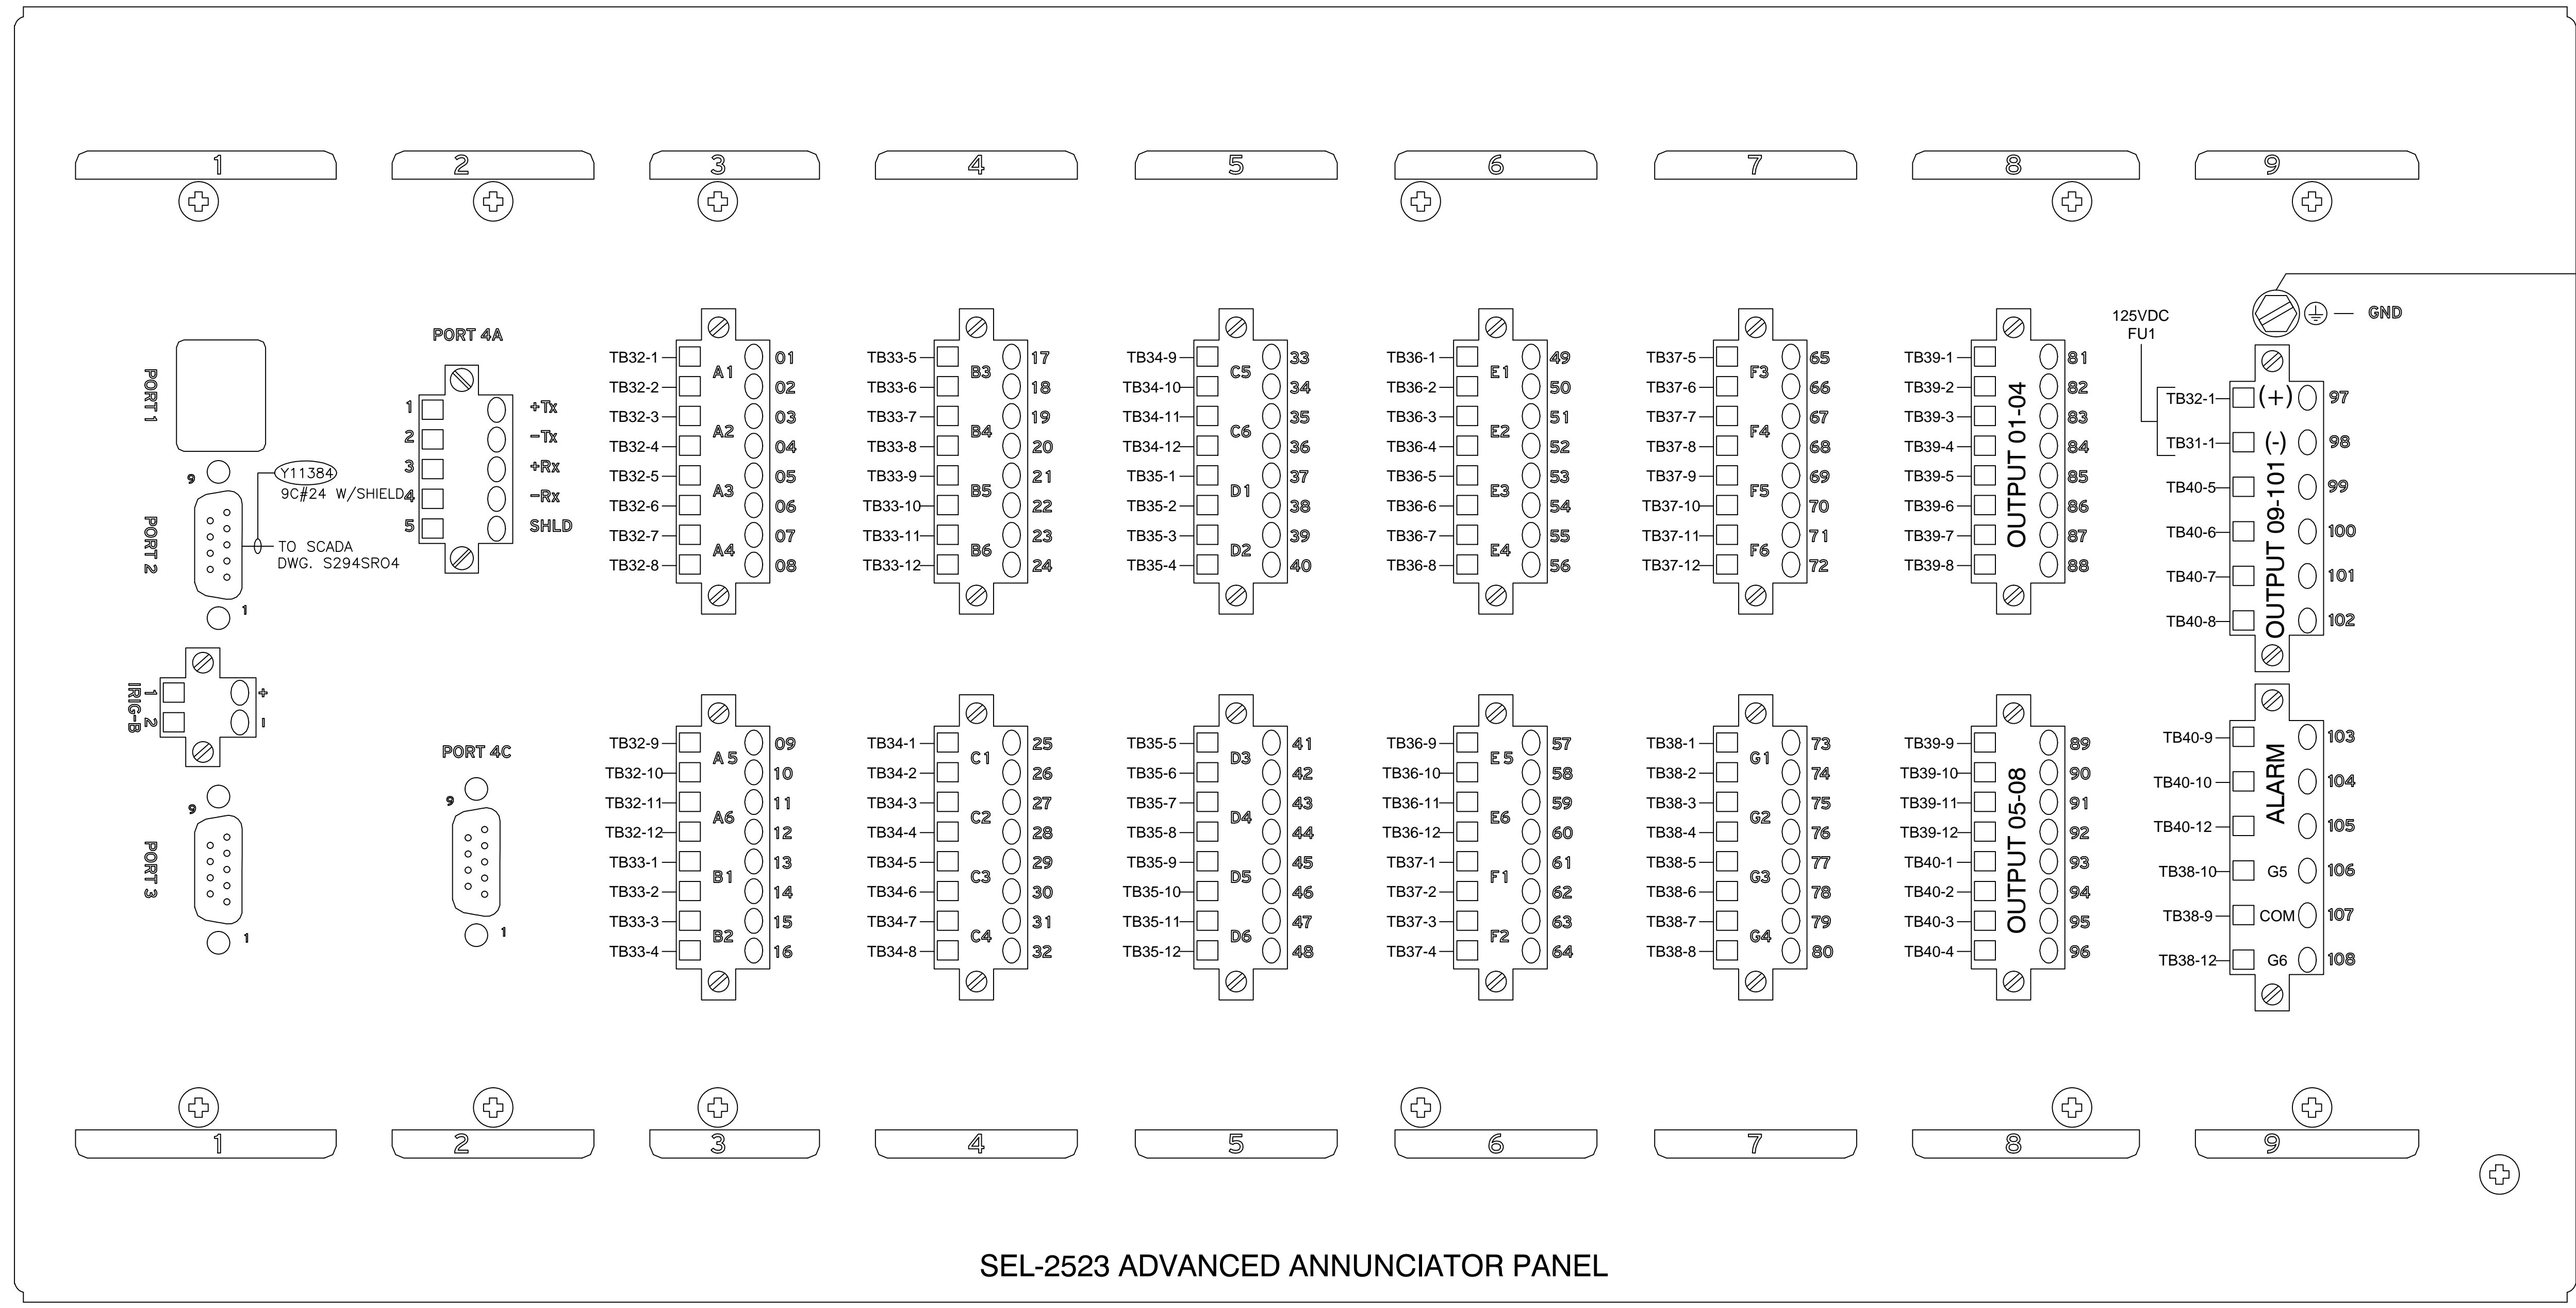 1 2 3 4 5 6 7 8 9
PORT 1
9
PORT 2
1
Y11384
9C#24 W/SHIELD
TO SCADA
DWG. S294SR04
IRIG-B
1 +
2 -
9
PORT 3
1
PORT 4A
1 +Tx
2 -Tx
3 +Rx
4 -Rx
5 SHLD
PORT 4C
9
1
TB32-1 01
A1
TB32-2 02
TB32-3 03
A2
TB32-4 04
TB32-5 05
A3
TB32-6 06
TB32-7 07
A4
TB32-8 08
TB32-9 09
A5
TB32-10 10
TB32-11 11
A6
TB32-12 12
TB33-1 13
B1
TB33-2 14
TB33-3 15
B2
TB33-4 16
TB33-5 17
B3
TB33-6 18
TB33-7 19
B4
TB33-8 20
TB33-9 21
B5
TB33-10 22
TB33-11 23
B6
TB33-12 24
TB34-1 25
C1
TB34-2 26
TB34-3 27
C2
TB34-4 28
TB34-5 29
C3
TB34-6 30
TB34-7 31
C4
TB34-8 32
TB34-9 33
C5
TB34-10 34
TB34-11 35
C6
TB34-12 36
TB35-1 37
D1
TB35-2 38
TB35-3 39
D2
TB35-4 40
TB35-5 41
D3
TB35-6 42
TB35-7 43
D4
TB35-8 44
TB35-9 45
D5
TB35-10 46
TB35-11 47
D6
TB35-12 48
TB36-1 49
E1
TB36-2 50
TB36-3 51
E2
TB36-4 52
TB36-5 53
E3
TB36-6 54
TB36-7 55
E4
TB36-8 56
TB36-9 57
E5
TB36-10 58
TB36-11 59
E6
TB36-12 60
TB37-1 61
F1
TB37-2 62
TB37-3 63
F2
TB37-4 64
TB37-5 65
F3
TB37-6 66
TB37-7 67
F4
TB37-8 68
TB37-9 69
F5
TB37-10 70
TB37-11 71
F6
TB37-12 72
TB38-1 73
G1
TB38-2 74
TB38-3 75
G2
TB38-4 76
TB38-5 77
G3
TB38-6 78
TB38-7 79
G4
TB38-8 80
OUTPUT 01-04
TB39-1 81
TB39-2 82
TB39-3 83
TB39-4 84
TB39-5 85
TB39-6 86
TB39-7 87
TB39-8 88
OUTPUT 05-08
TB39-9 89
TB39-10 90
TB39-11 91
TB39-12 92
TB40-1 93
TB40-2 94
TB40-3 95
TB40-4 96
GND
125VDC
FU1
TB32-1 (+) 97
TB31-1 (-) 98
OUTPUT 09-101
TB40-5 99
TB40-6 100
TB40-7 101
TB40-8 102
ALARM
TB40-9 103
TB40-10 104
TB40-12 105
TB38-10 G5 106
TB38-9 COM 107
TB38-12 G6 108
1 2 3 4 5 6 7 8 9
SEL-2523 ADVANCED ANNUNCIATOR PANEL